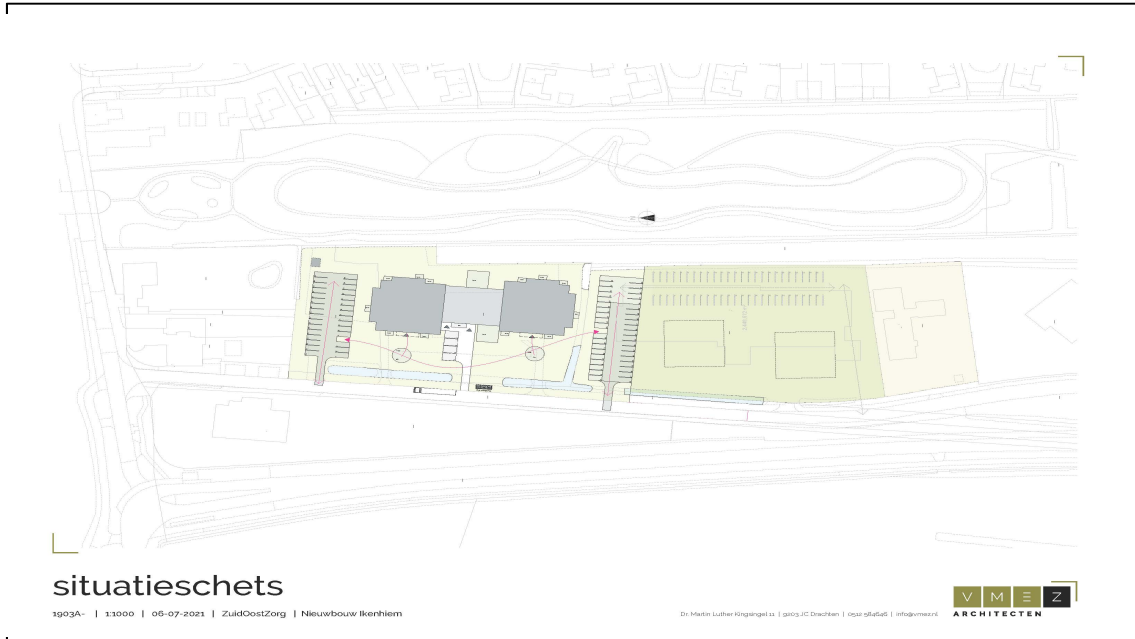 situatieschets
1903A- | 1:1000 | 06-07-2021 | ZuidOostZorg | Nieuwbouw Ikenhiem
Dr. Martin Luther Kingsingel 11 | 9203 JC Drachten | 0512 584646 | info@vmez.nl
V M E Z
ARCHITECTEN